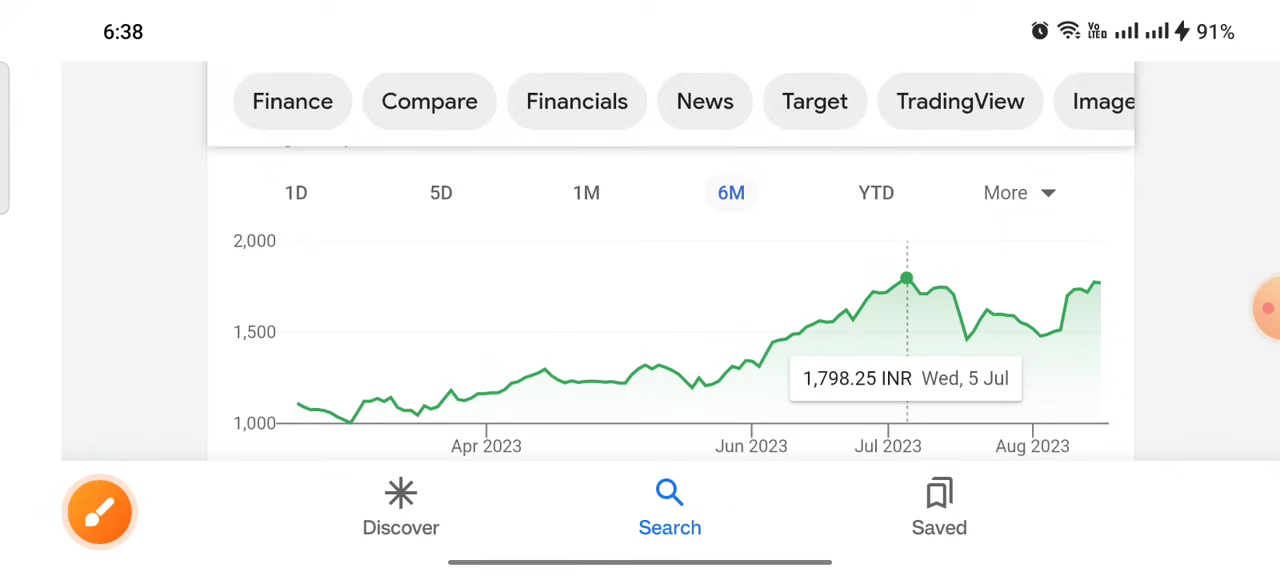 6:38
Vo LTED
91%
Finance Compare Financials News Target TradingView Image
1D 5D 1M 6M YTD More
2,000
1,500
1,000
1,798.25 INR Wed, 5 Jul
Apr 2023 Jun 2023 Jul 2023 Aug 2023
Discover Search Saved